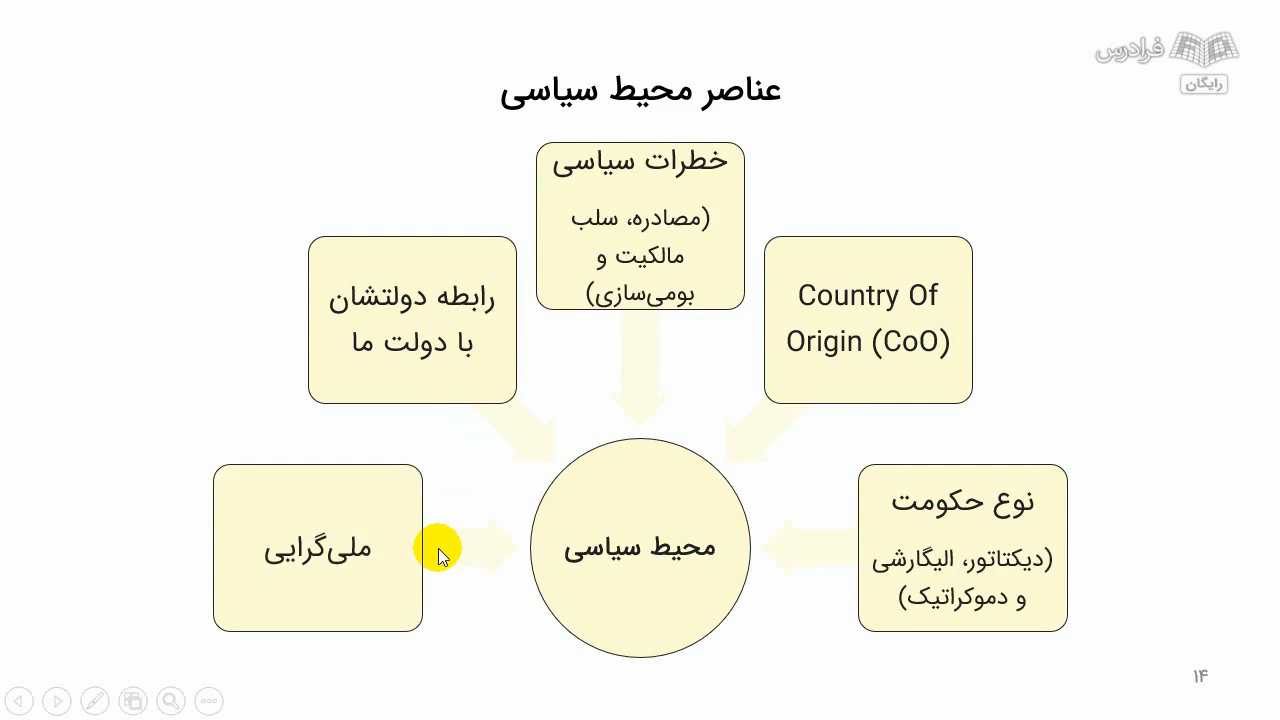 فرادرس
رایگان
عناصر محیط سیاسی
خطرات سیاسی
(مصادره، سلب
مالکیت و
بومی‌سازی)
Country Of
Origin (CoO)
رابطه دولتشان
با دولت ما
نوع حکومت
(دیکتاتور، الیگارشی
و دموکراتیک)
محیط سیاسی
ملی‌گرایی
۱۴